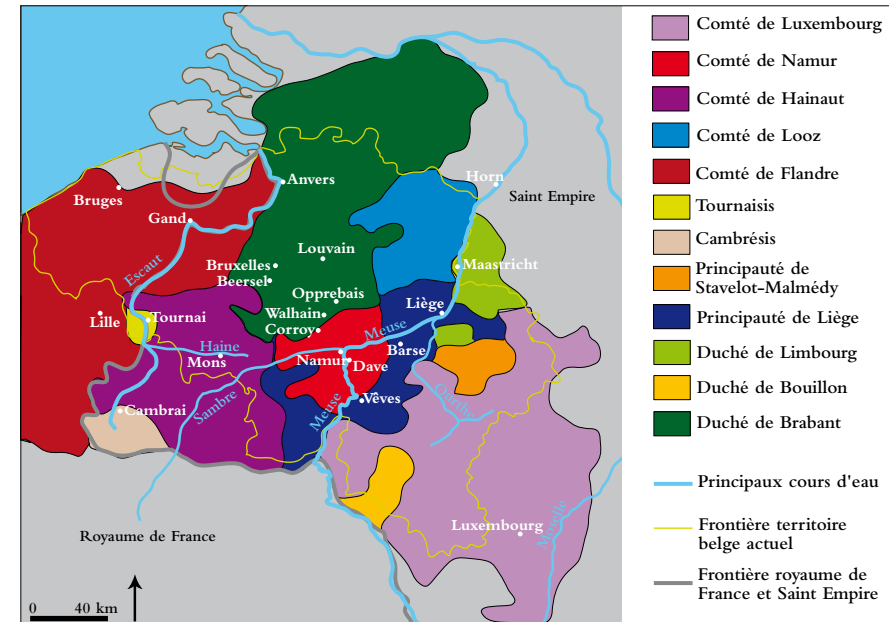 Comté de Luxembourg
Comté de Namur
Comté de Hainaut
Comté de Looz
Comté de Flandre
Tournaisis
Cambrésis
Principauté de
Stavelot-Malmédy
Principauté de Liège
Duché de Limbourg
Duché de Bouillon
Duché de Brabant
Principaux cours d'eau
Frontière territoire
belge actuel
Frontière royaume de
France et Saint Empire
Horn
Saint Empire
Anvers
Bruges
Gand
Escaut
Louvain
Bruxelles
Beersel
Maastricht
Opprebais
Walhain
Corroy
Liège
Lille
Tournai
Meuse
Haine
Mons
Namur
Dave
Barse
Sambre
Meuse
Vêves
Ourthe
Cambrai
Luxembourg
Moselle
Royaume de France
0 40 km